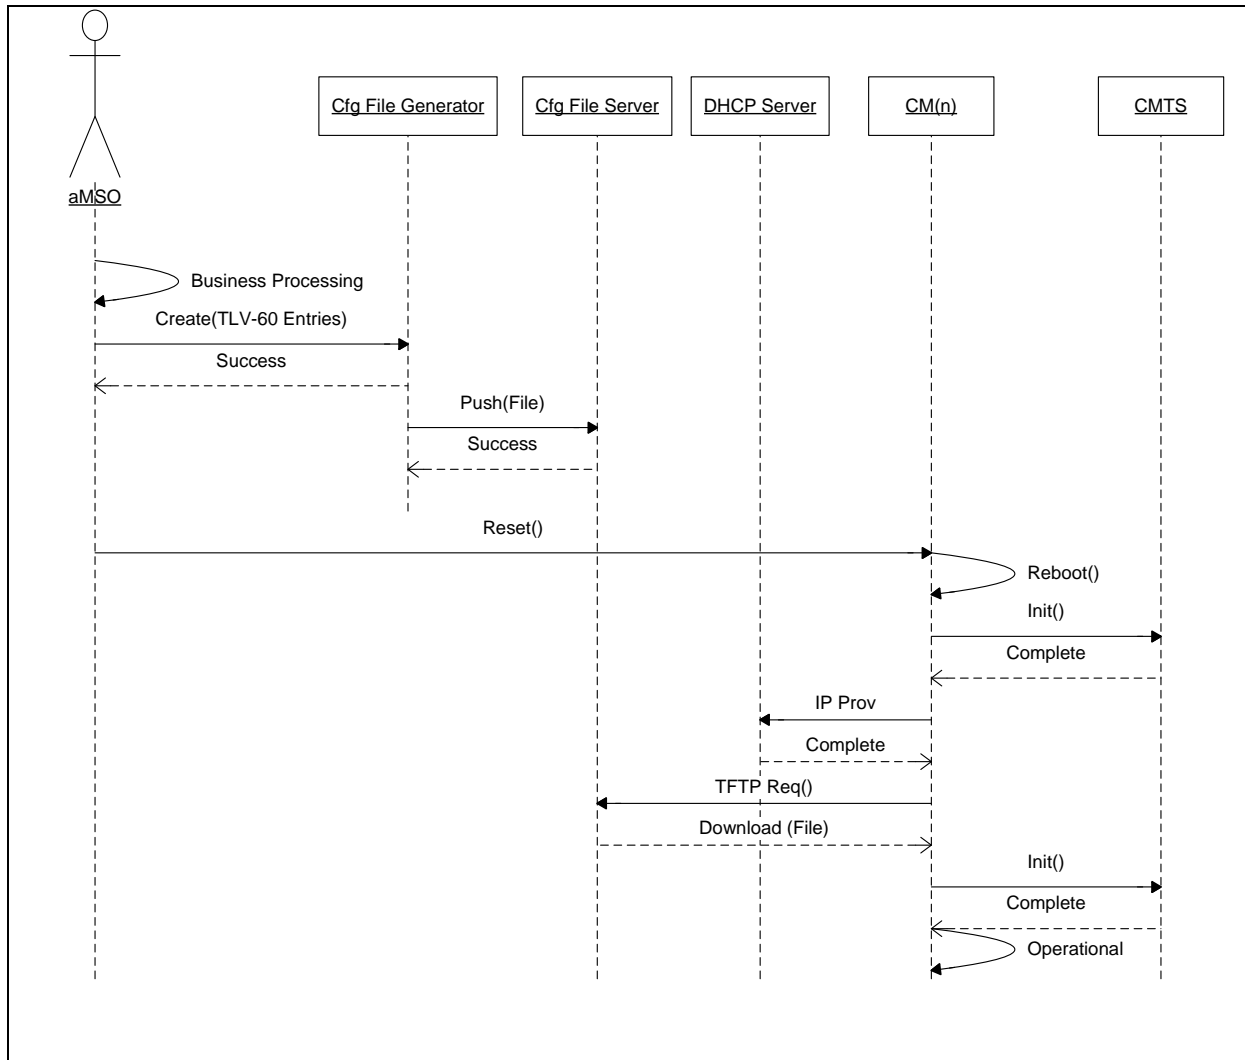 Cfg File Generator
Cfg File Server
DHCP Server
CM(n)
CMTS
aMSO
Business Processing
Create(TLV-60 Entries)
Success
Push(File)
Success
Reset()
Reboot()
Init()
Complete
IP Prov
Complete
TFTP Req()
Download (File)
Init()
Complete
Operational